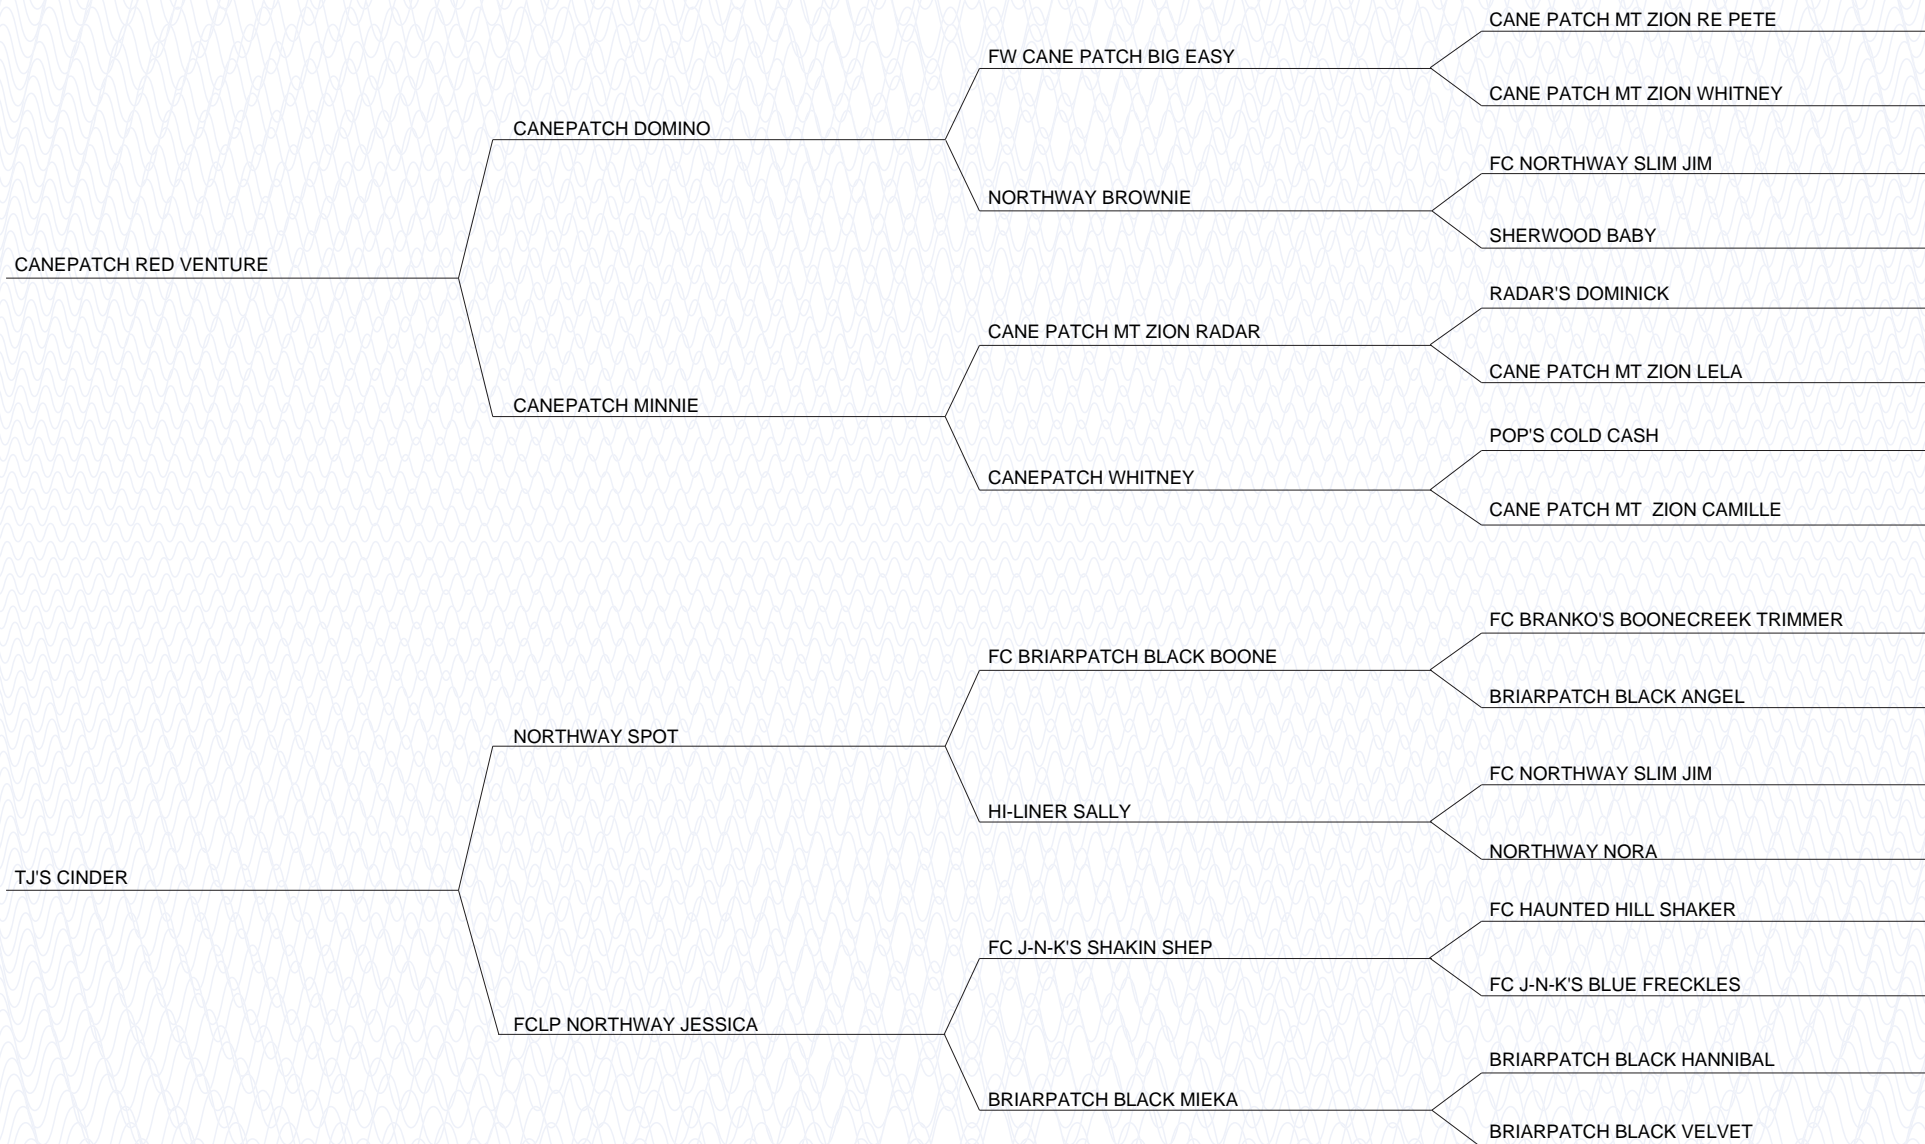 CANE PATCH MT ZION RE PETE
FW CANE PATCH BIG EASY
CANE PATCH MT ZION WHITNEY
CANEPATCH DOMINO
FC NORTHWAY SLIM JIM
NORTHWAY BROWNIE
SHERWOOD BABY
CANEPATCH RED VENTURE
RADAR'S DOMINICK
CANE PATCH MT ZION RADAR
CANE PATCH MT ZION LELA
CANEPATCH MINNIE
POP'S COLD CASH
CANEPATCH WHITNEY
CANE PATCH MT  ZION CAMILLE
FC BRANKO'S BOONECREEK TRIMMER
FC BRIARPATCH BLACK BOONE
BRIARPATCH BLACK ANGEL
NORTHWAY SPOT
FC NORTHWAY SLIM JIM
HI-LINER SALLY
NORTHWAY NORA
TJ'S CINDER
FC HAUNTED HILL SHAKER
FC J-N-K'S SHAKIN SHEP
FC J-N-K'S BLUE FRECKLES
FCLP NORTHWAY JESSICA
BRIARPATCH BLACK HANNIBAL
BRIARPATCH BLACK MIEKA
BRIARPATCH BLACK VELVET